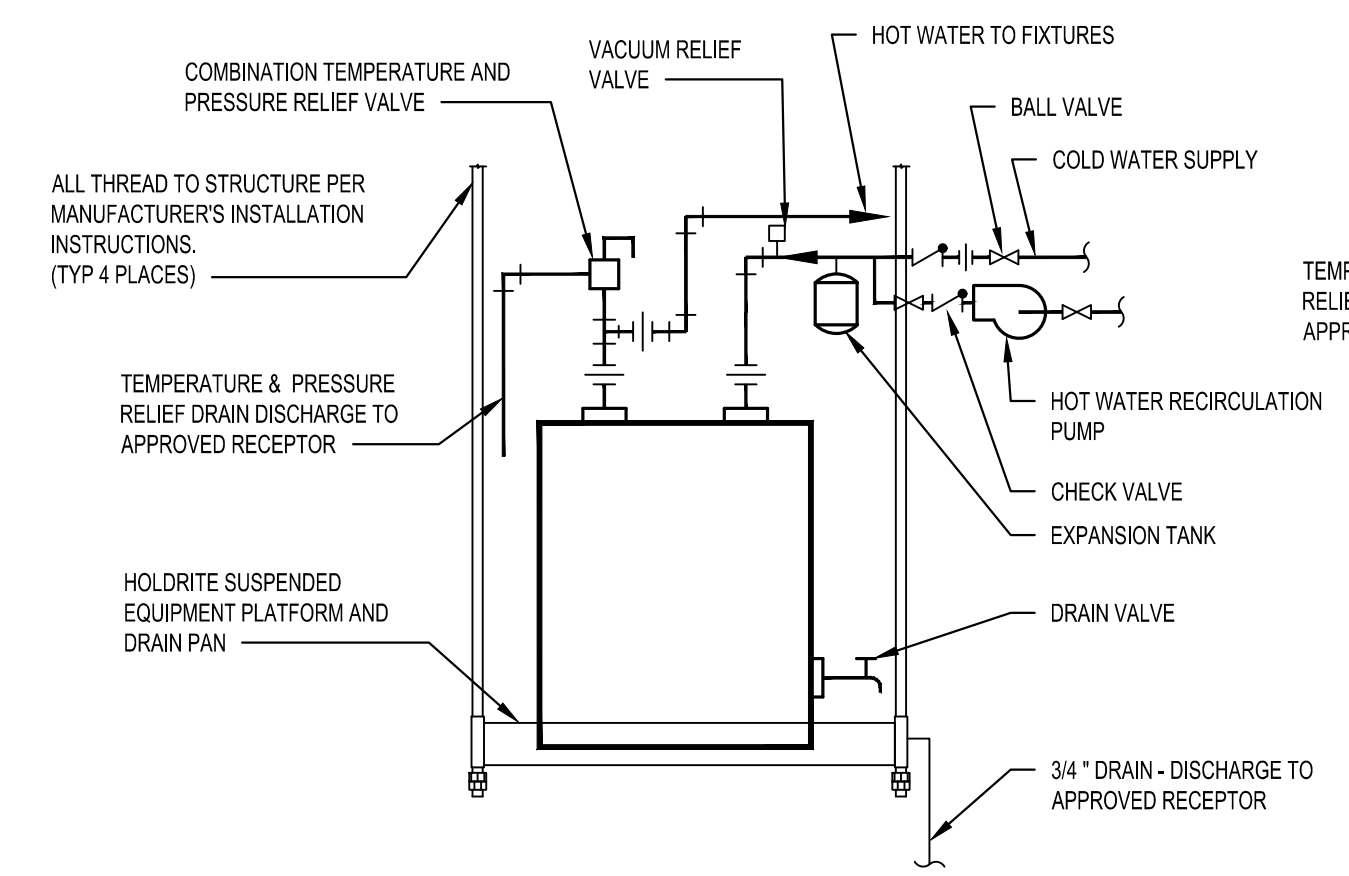 HOT WATER TO FIXTURES
VACUUM RELIEF
VALVE
COMBINATION TEMPERATURE AND
PRESSURE RELIEF VALVE
BALL VALVE
COLD WATER SUPPLY
ALL THREAD TO STRUCTURE PER
MANUFACTURER'S INSTALLATION
INSTRUCTIONS.
(TYP 4 PLACES)
TEMPERATURE & PRESSURE
RELIEF DRAIN DISCHARGE TO
APPROVED RECEPTOR
HOT WATER RECIRCULATION
PUMP
CHECK VALVE
EXPANSION TANK
HOLDRITE SUSPENDED
EQUIPMENT PLATFORM AND
DRAIN PAN
DRAIN VALVE
3/4 " DRAIN - DISCHARGE TO
APPROVED RECEPTOR